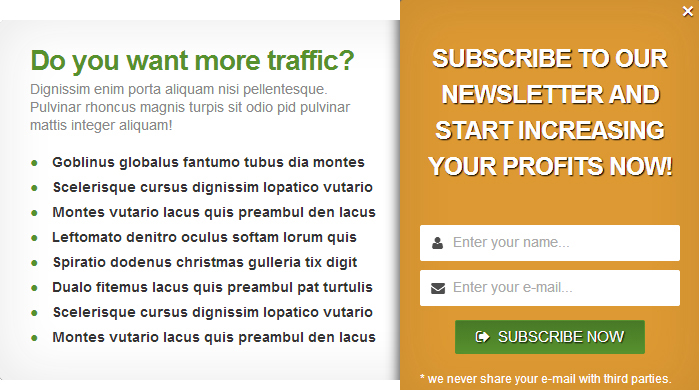 Do you want more traffic?
Dignissim enim porta aliquam nisi pellentesque.
Pulvinar rhoncus magnis turpis sit odio pid pulvinar
mattis integer aliquam!
Goblinus globalus fantumo tubus dia montes
Scelerisque cursus dignissim lopatico vutario
Montes vutario lacus quis preambul den lacus
Leftomato denitro oculus softam lorum quis
Spiratio dodenus christmas gulleria tix digit
Dualo fitemus lacus quis preambul pat turtulis
Scelerisque cursus dignissim lopatico vutario
Montes vutario lacus quis preambul den lacus
SUBSCRIBE TO OUR
NEWSLETTER AND
START INCREASING
YOUR PROFITS NOW!
Enter your name...
Enter your e-mail...
SUBSCRIBE NOW
* we never share your e-mail with third parties.